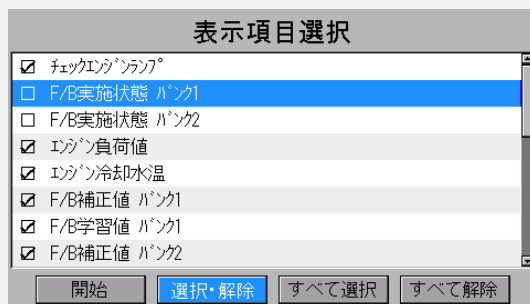 表示項目選択
チェックエンジンランプ
F/B実施状態 バンク1
F/B実施状態 バンク2
エンジン負荷値
エンジン冷却水温
F/B補正値 バンク1
F/B学習値 バンク1
F/B補正値 バンク2
開始 選択・解除 すべて選択 すべて解除